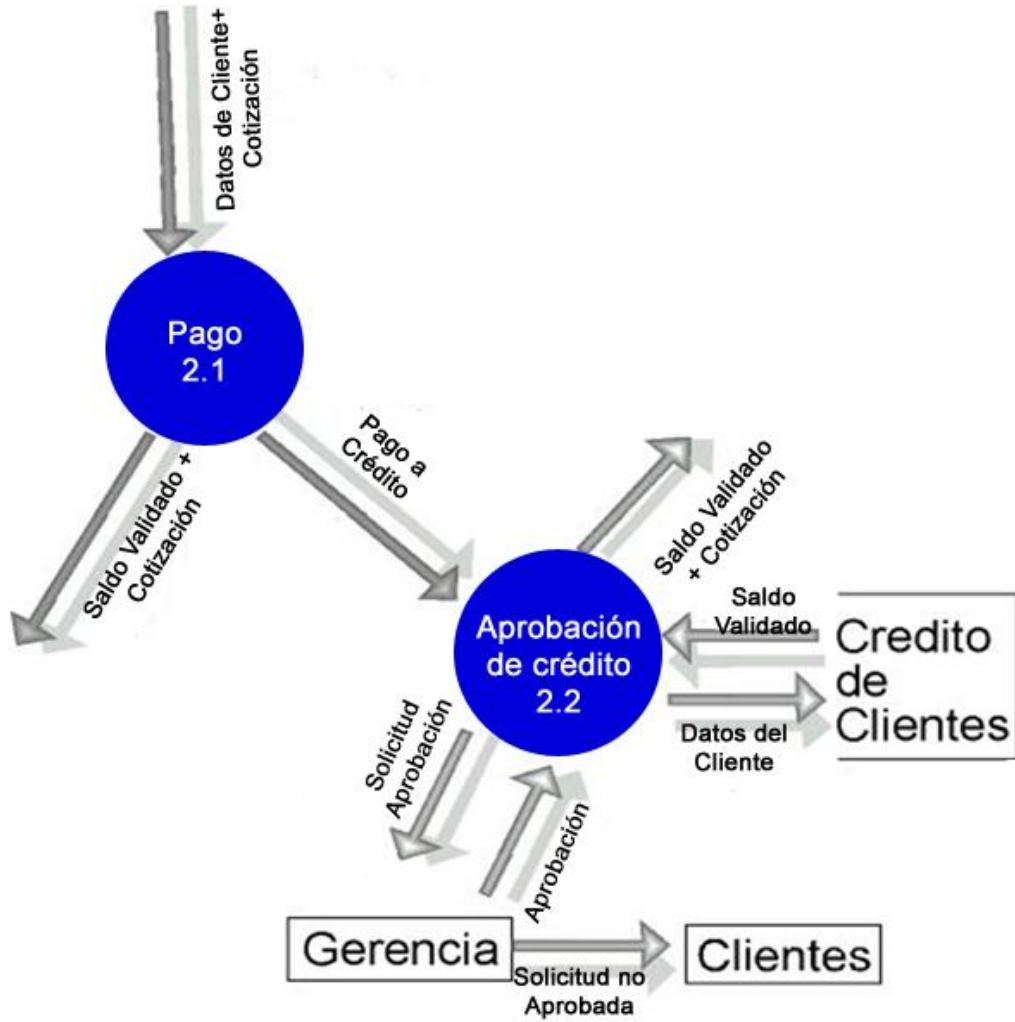 Datos de Cliente+
Cotización
Pago
2.1
Pago a
Crédito
Saldo Validado +
Cotización
Saldo Validado
+ Cotización
Aprobación
de crédito
2.2
Saldo
Validado
Credito
de
Clientes
Datos del
Cliente
Solicitud
Aprobación
Aprobación
Gerencia
Clientes
Solicitud no
Aprobada